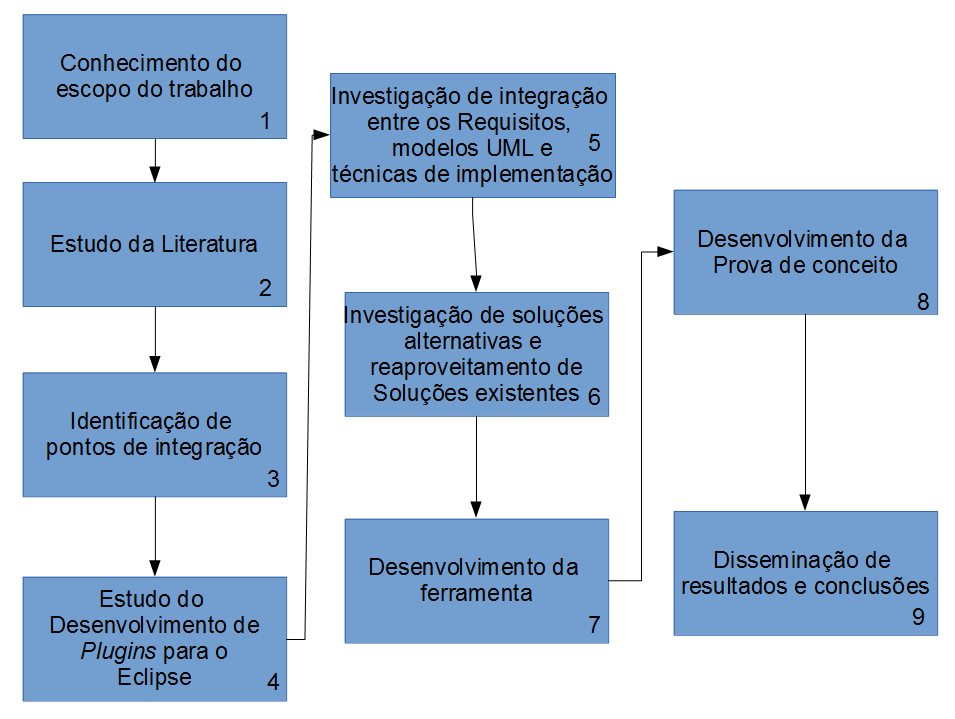 Conhecimento do
escopo do trabalho
1
Estudo da Literatura
2
Identificação de
pontos de integração
3
Estudo do
Desenvolvimento de
Plugins para o
Eclipse
4
Investigação de integração
entre os Requisitos,
modelos UML e
técnicas de implementação
5
Investigação de soluções
alternativas e
reaproveitamento de
Soluções existentes
6
Desenvolvimento da
ferramenta
7
Desenvolvimento da
Prova de conceito
8
Disseminação de
resultados e conclusões
9